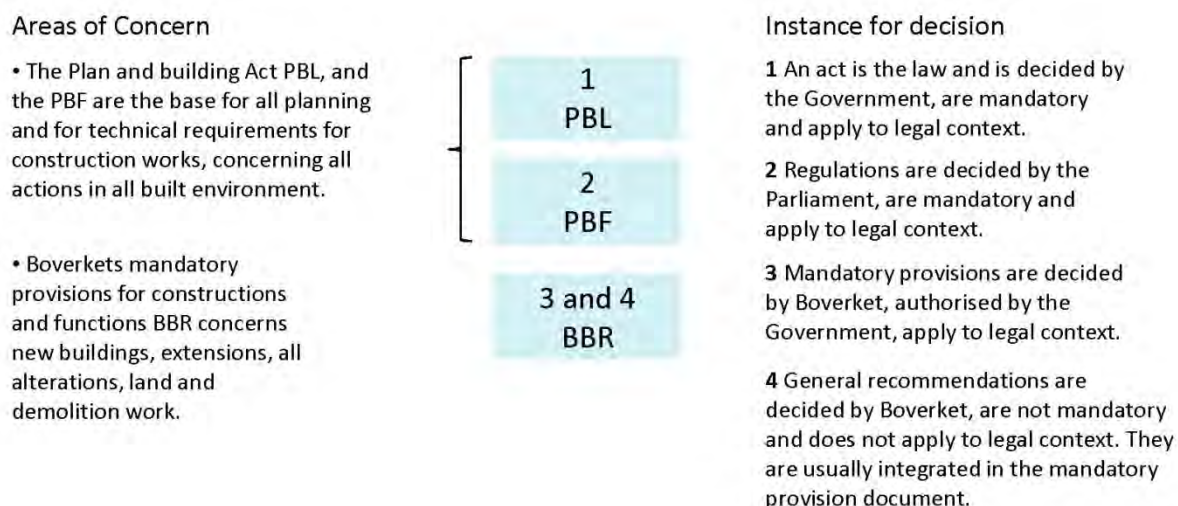 Areas of Concern
• The Plan and building Act PBL, and
the PBF are the base for all planning
and for technical requirements for
construction works, concerning all
actions in all built environment.
• Boverkets mandatory
provisions for constructions
and functions BBR concerns
new buildings, extensions, all
alterations, land and
demolition work.
1
PBL
2
PBF
3 and 4
BBR
Instance for decision
1 An act is the law and is decided by
the Government, are mandatory
and apply to legal context.
2 Regulations are decided by the
Parliament, are mandatory and
apply to legal context.
3 Mandatory provisions are decided
by Boverket, authorised by the
Government, apply to legal context.
4 General recommendations are
decided by Boverket, are not mandatory
and does not apply to legal context. They
are usually integrated in the mandatory
provision document.